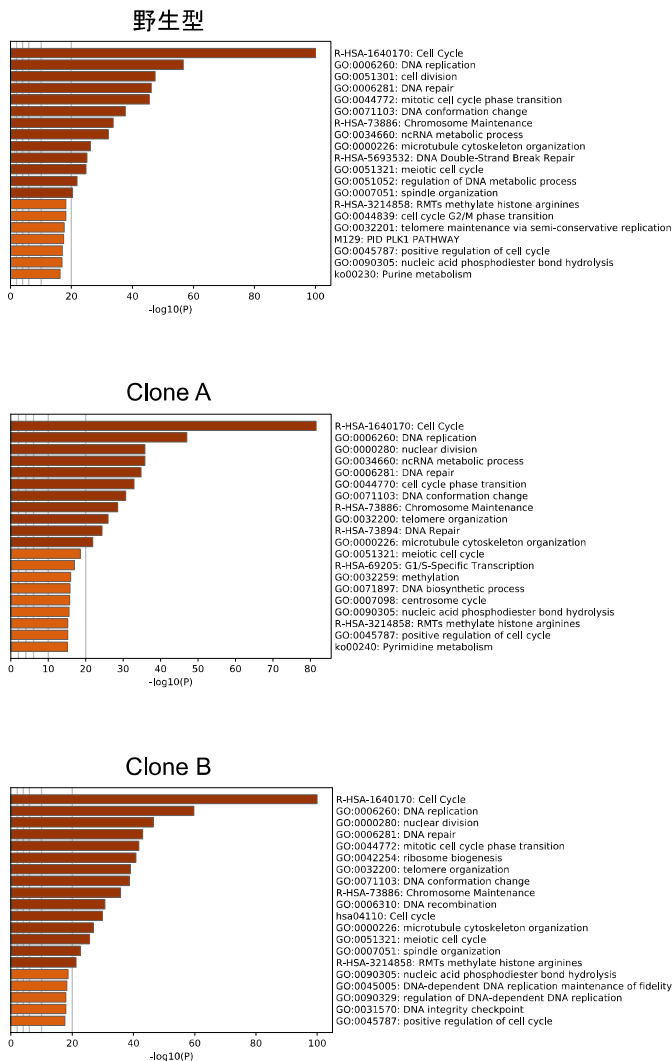 野生型
R-HSA-1640170: Cell Cycle
GO:0006260: DNA replication
GO:0051301: cell division
GO:0006281: DNA repair
GO:0044772: mitotic cell cycle phase transition
GO:0071103: DNA conformation change
R-HSA-73886: Chromosome Maintenance
GO:0034660: ncRNA metabolic process
GO:0000226: microtubule cytoskeleton organization
R-HSA-5693532: DNA Double-Strand Break Repair
GO:0051321: meiotic cell cycle
GO:0051052: regulation of DNA metabolic process
GO:0007051: spindle organization
R-HSA-3214858: RMTs methylate histone arginines
GO:0044839: cell cycle G2/M phase transition
GO:0032201: telomere maintenance via semi-conservative replication
M129: PID PLK1 PATHWAY
GO:0045787: positive regulation of cell cycle
GO:0090305: nucleic acid phosphodiester bond hydrolysis
ko00230: Purine metabolism
0 20 40 60 80 100
-log10(P)
Clone A
R-HSA-1640170: Cell Cycle
GO:0006260: DNA replication
GO:0000280: nuclear division
GO:0034660: ncRNA metabolic process
GO:0006281: DNA repair
GO:0044770: cell cycle phase transition
GO:0071103: DNA conformation change
R-HSA-73886: Chromosome Maintenance
GO:0032200: telomere organization
R-HSA-73894: DNA Repair
GO:0000226: microtubule cytoskeleton organization
GO:0051321: meiotic cell cycle
R-HSA-69205: G1/S-Specific Transcription
GO:0032259: methylation
GO:0071897: DNA biosynthetic process
GO:0007098: centrosome cycle
GO:0090305: nucleic acid phosphodiester bond hydrolysis
R-HSA-3214858: RMTs methylate histone arginines
GO:0045787: positive regulation of cell cycle
ko00240: Pyrimidine metabolism
0 10 20 30 40 50 60 70 80
-log10(P)
Clone B
R-HSA-1640170: Cell Cycle
GO:0006260: DNA replication
GO:0000280: nuclear division
GO:0006281: DNA repair
GO:0044772: mitotic cell cycle phase transition
GO:0042254: ribosome biogenesis
GO:0032200: telomere organization
GO:0071103: DNA conformation change
R-HSA-73886: Chromosome Maintenance
GO:0006310: DNA recombination
hsa04110: Cell cycle
GO:0000226: microtubule cytoskeleton organization
GO:0051321: meiotic cell cycle
GO:0007051: spindle organization
R-HSA-3214858: RMTs methylate histone arginines
GO:0090305: nucleic acid phosphodiester bond hydrolysis
GO:0045005: DNA-dependent DNA replication maintenance of fidelity
GO:0090329: regulation of DNA-dependent DNA replication
GO:0031570: DNA integrity checkpoint
GO:0045787: positive regulation of cell cycle
0 20 40 60 80 100
-log10(P)